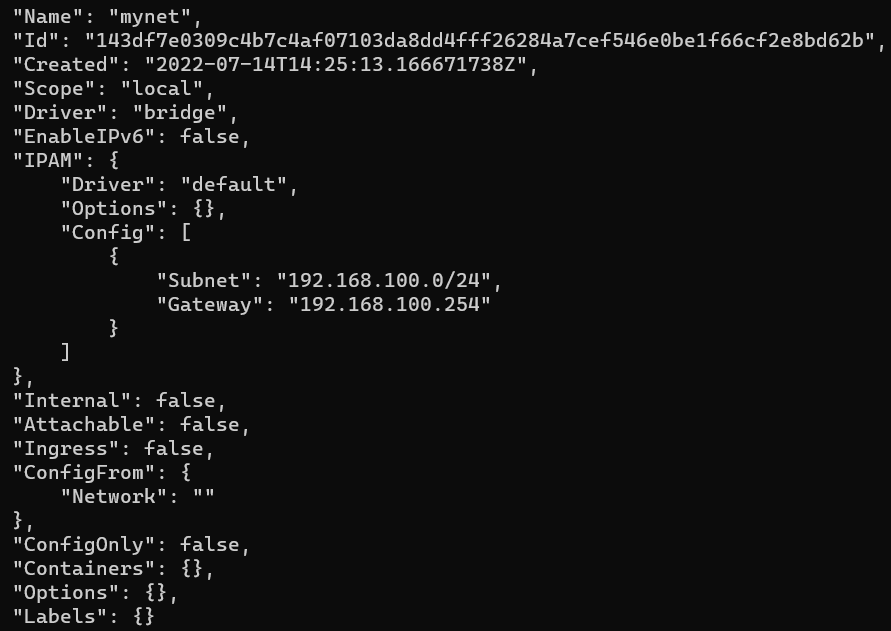 "Name": "mynet",
"Id": "143df7e0309c4b7c4af07103da8dd4fff26284a7cef546e0be1f66cf2e8bd62b",
"Created": "2022-07-14T14:25:13.166671738Z",
"Scope": "local",
"Driver": "bridge",
"EnableIPv6": false,
"IPAM": {
    "Driver": "default",
    "Options": {},
    "Config": [
        {
            "Subnet": "192.168.100.0/24",
            "Gateway": "192.168.100.254"
        }
    ]
},
"Internal": false,
"Attachable": false,
"Ingress": false,
"ConfigFrom": {
    "Network": ""
},
"ConfigOnly": false,
"Containers": {},
"Options": {},
"Labels": {}